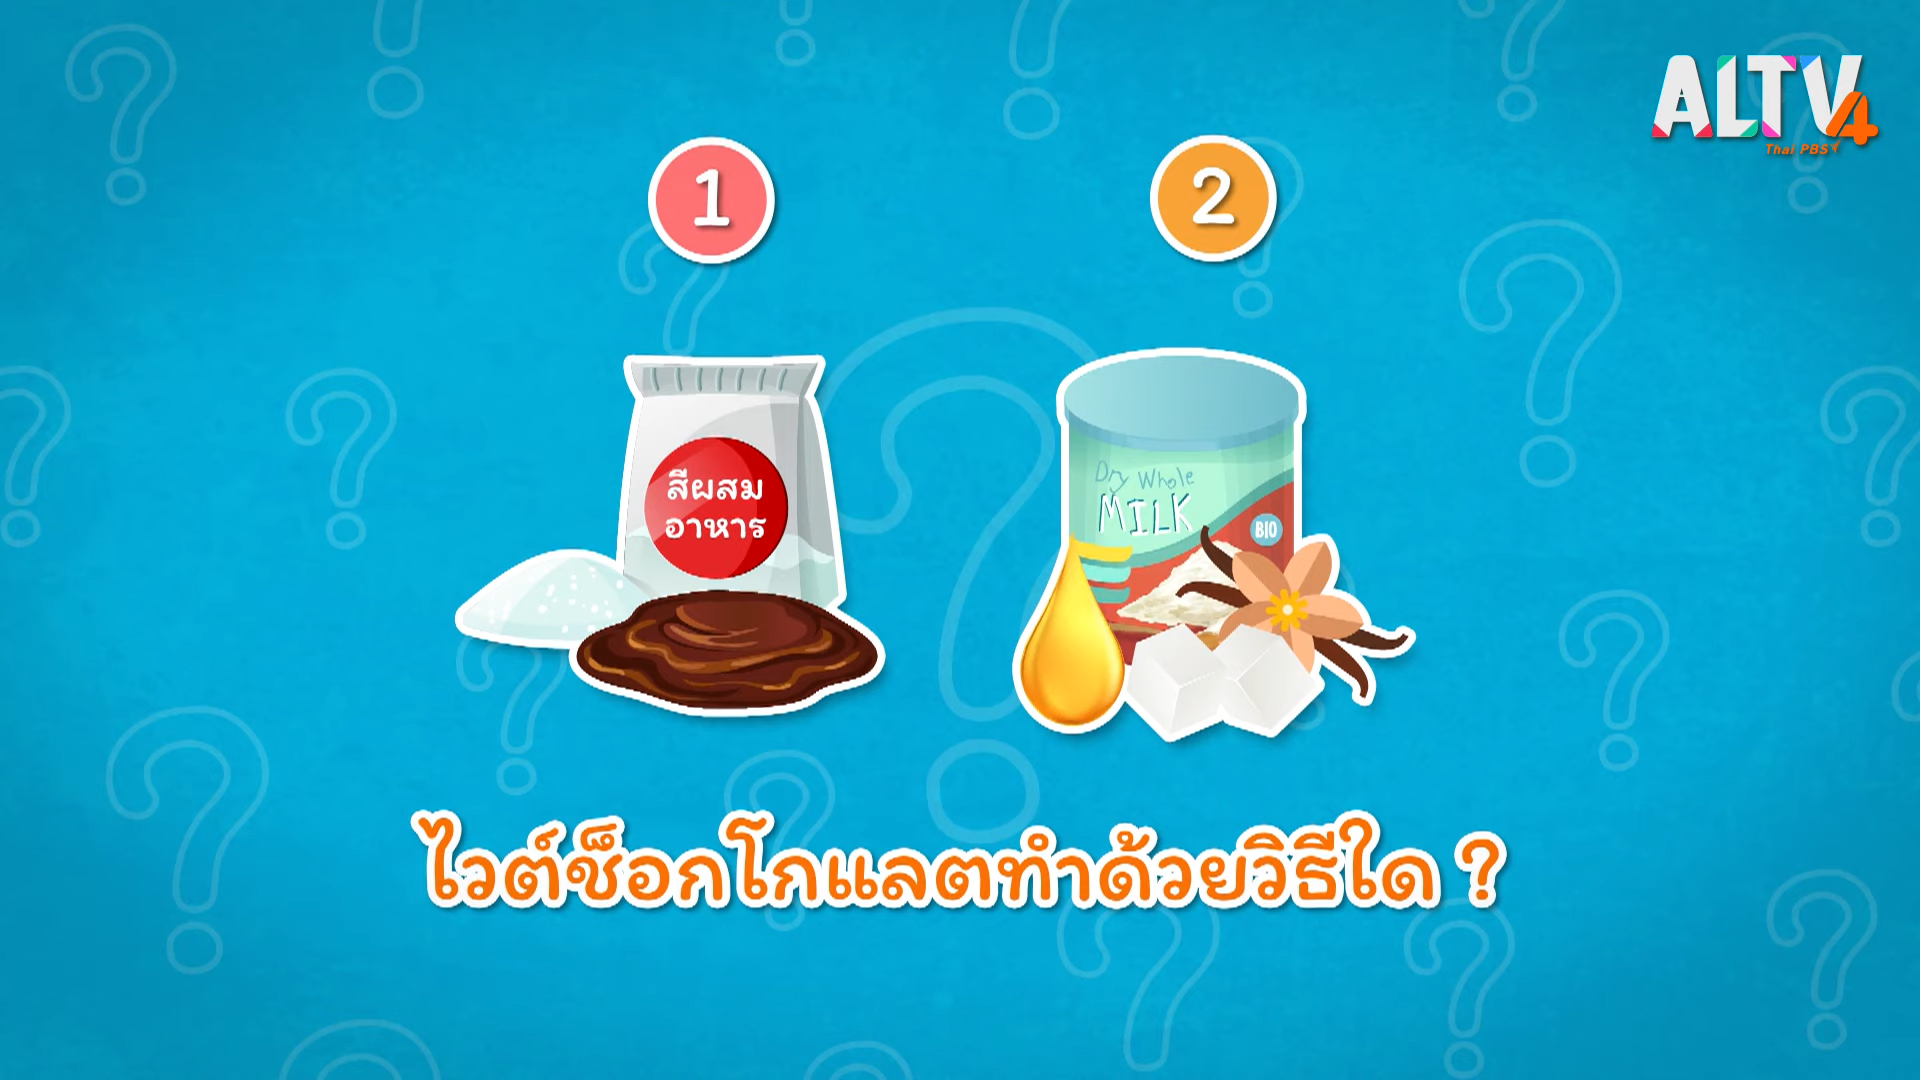 ALTV4
Thai PBS
1
2
สีผสม
อาหาร
Dry Whole
MILK
BIO
ไวต์ช็อกโกแลตทำด้วยวิธีใด ?